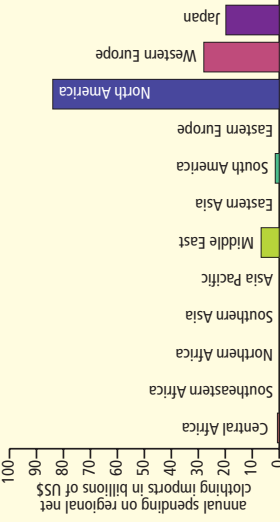 annual spending on regional net
clothing imports in billions of US$
100
90
80
70
60
50
40
30
20
10
0
Central Africa
Southeastern Africa
Northern Africa
Southern Asia
Asia Pacific
Middle East
Eastern Asia
South America
Eastern Europe
North America
Western Europe
Japan